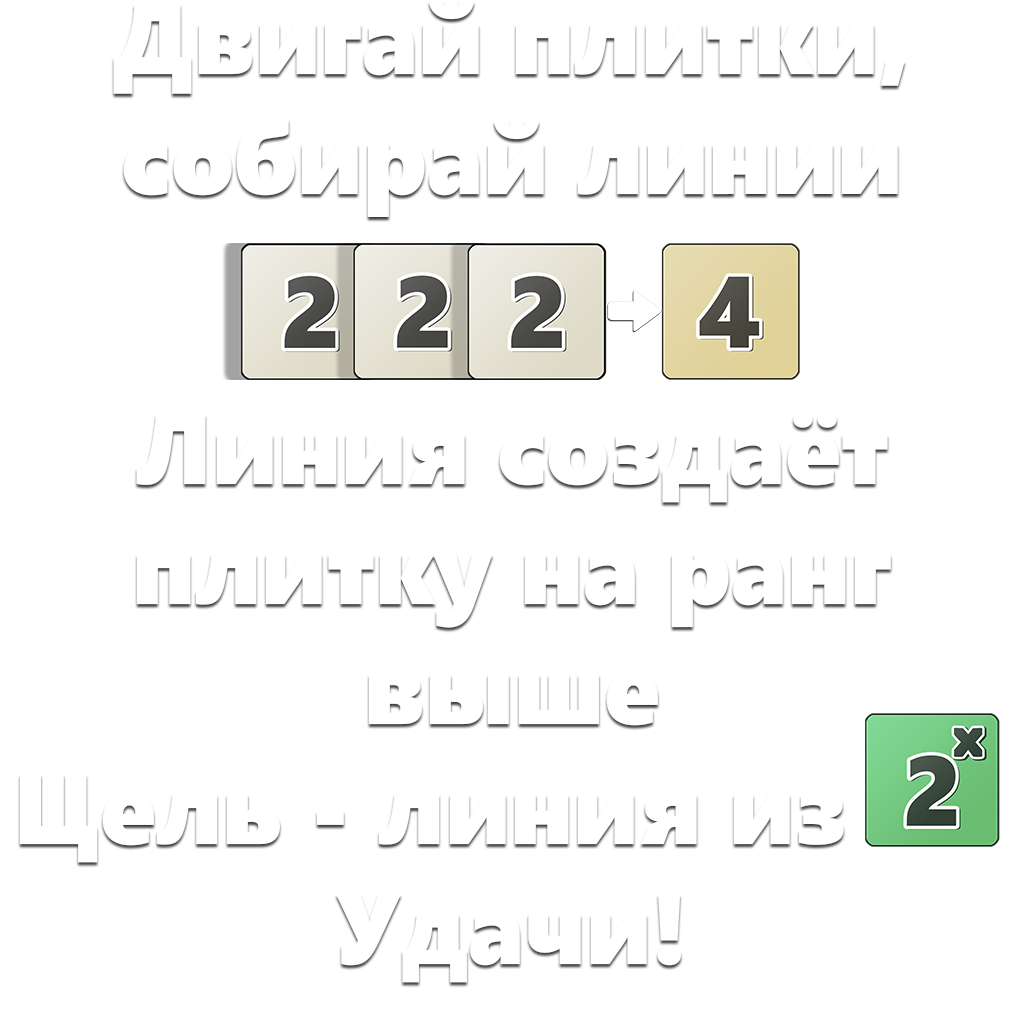 Двигай плитки,
собирай линии
2 2 2 4
Линия создаёт
плитку на ранг
выше
Щель - линия из 2ˣ
Удачи!